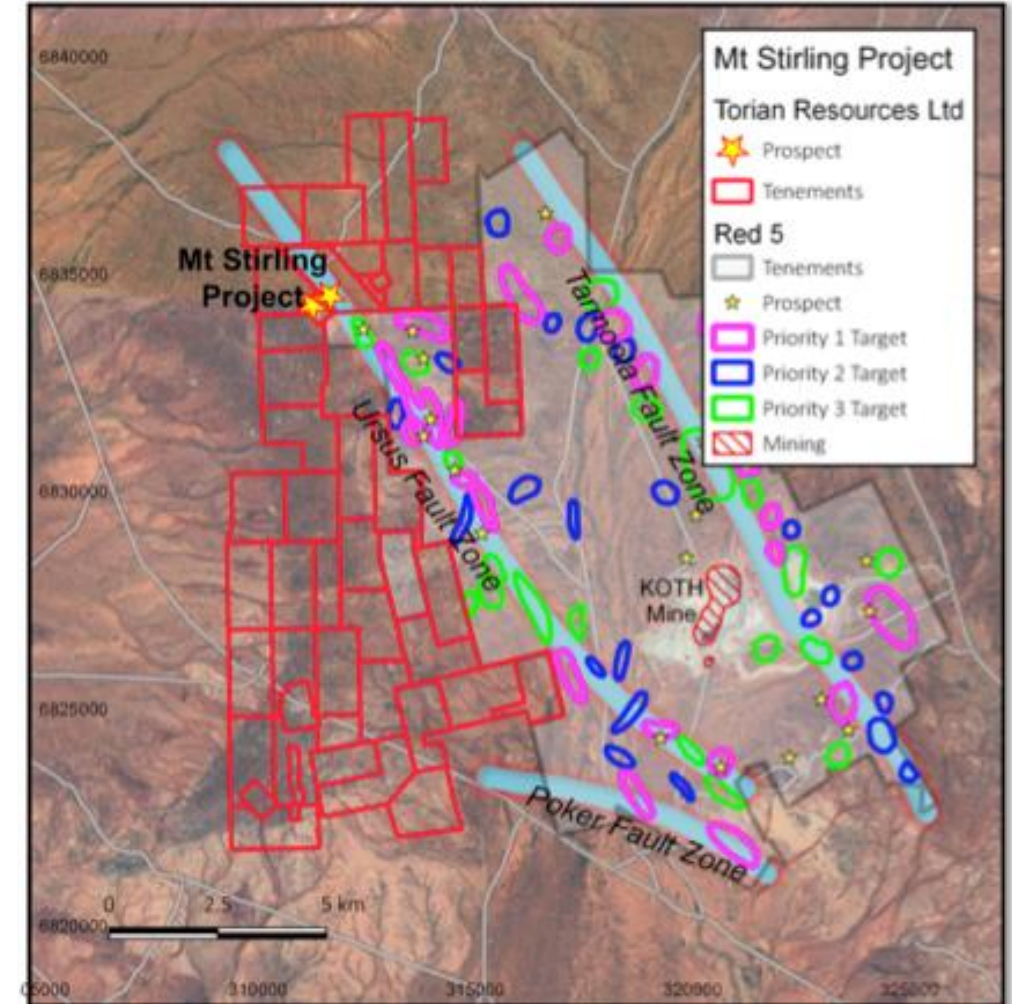 6840000
6835000
6830000
6825000
6820000
05000
310000
315000
320000
325000
Mt Stirling Project
Torian Resources Ltd
Prospect
Tenements
Red 5
Tenements
Prospect
Priority 1 Target
Priority 2 Target
Priority 3 Target
Mining
Mt Stirling
Project
Ursus Fault Zone
Fault Zone
KOTH
Mine
Poker Fault Zone
0 2.5 5 km